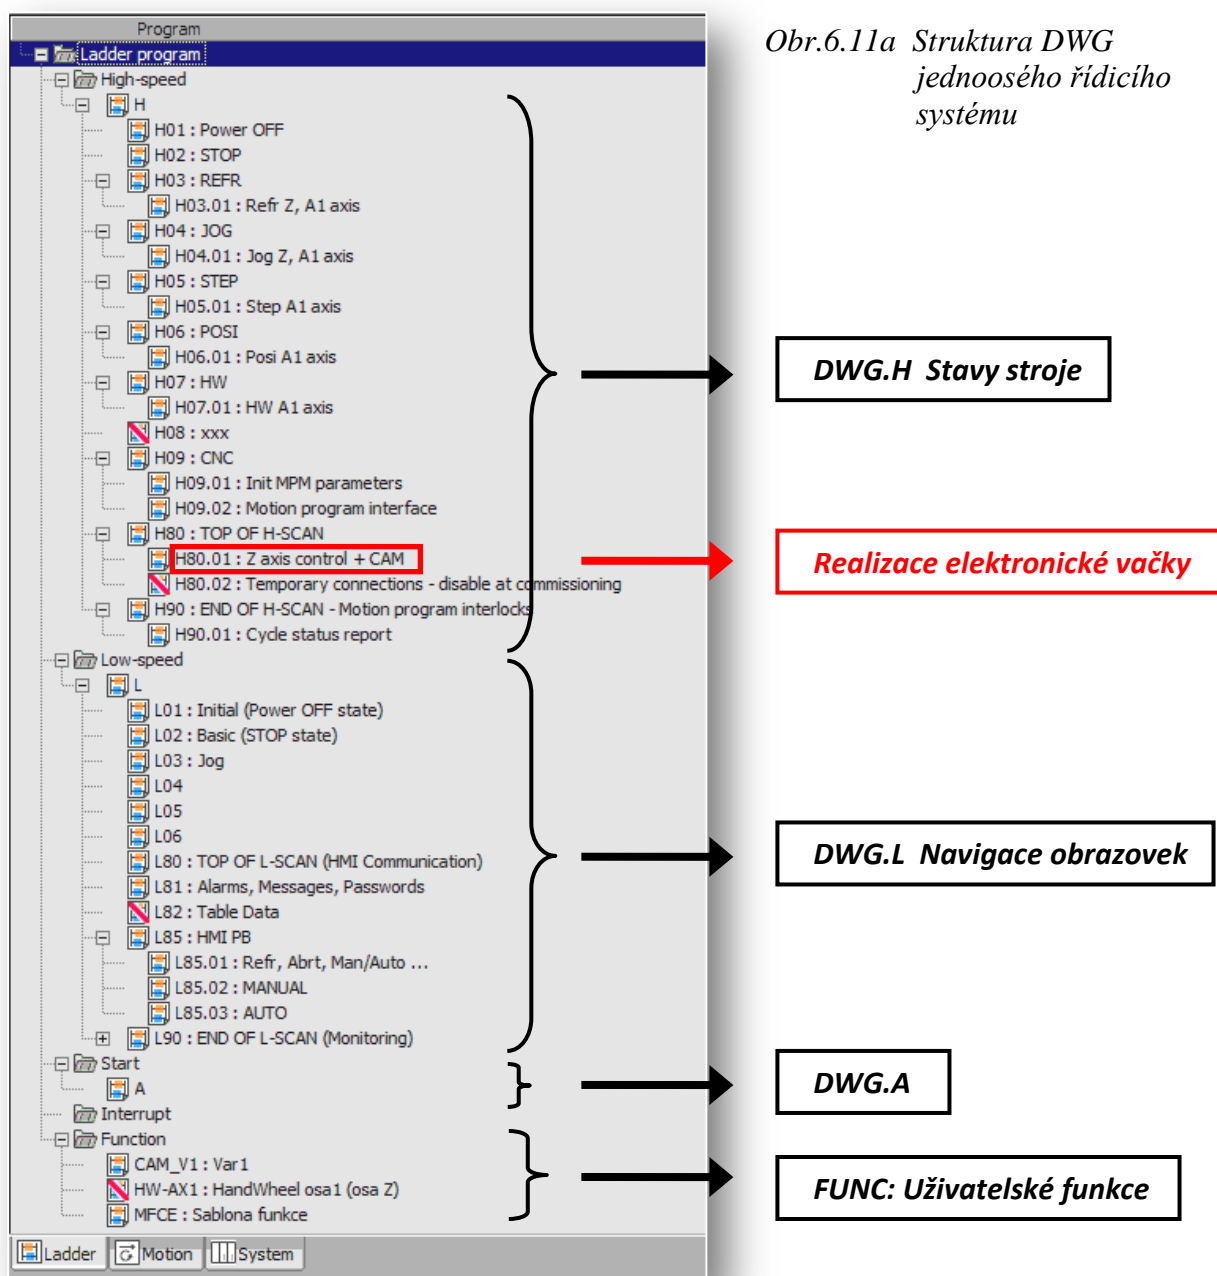 Program
Obr.6.11a Struktura DWG
jednoosého řídicího
systému
Ladder program
High-speed
H
H01 : Power OFF
H02 : STOP
H03 : REFR
H03.01 : Refr Z, A1 axis
H04 : JOG
H04.01 : Jog Z, A1 axis
H05 : STEP
H05.01 : Step A1 axis
H06 : POSI
H06.01 : Posi A1 axis
DWG.H Stavy stroje
H07 : HW
H07.01 : HW A1 axis
H08 : xxx
H09 : CNC
H09.01 : Init MPM parameters
H09.02 : Motion program interface
H80 : TOP OF H-SCAN
H80.01 : Z axis control + CAM
Realizace elektronické vačky
H80.02 : Temporary connections - disable at commissioning
H90 : END OF H-SCAN - Motion program interlocks
H90.01 : Cycle status report
Low-speed
L
L01 : Initial (Power OFF state)
L02 : Basic (STOP state)
L03 : Jog
L04
L05
L06
L80 : TOP OF L-SCAN (HMI Communication)
DWG.L Navigace obrazovek
L81 : Alarms, Messages, Passwords
L82 : Table Data
L85 : HMI PB
L85.01 : Refr, Abrt, Man/Auto ...
L85.02 : MANUAL
L85.03 : AUTO
L90 : END OF L-SCAN (Monitoring)
Start
A
DWG.A
Interrupt
Function
CAM_V1 : Var1
HW-AX1 : HandWheel osa1 (osa Z)
FUNC: Uživatelské funkce
MFCE : Sablona funkce
Ladder Motion System